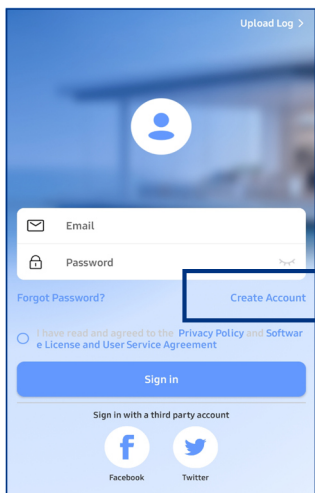 Upload Log >
Email
Password
Forgot Password? Create Account
I have read and agreed to the Privacy Policy and Softwar
e License and User Service Agreement
Sign in
Sign in with a third party account
Facebook Twitter